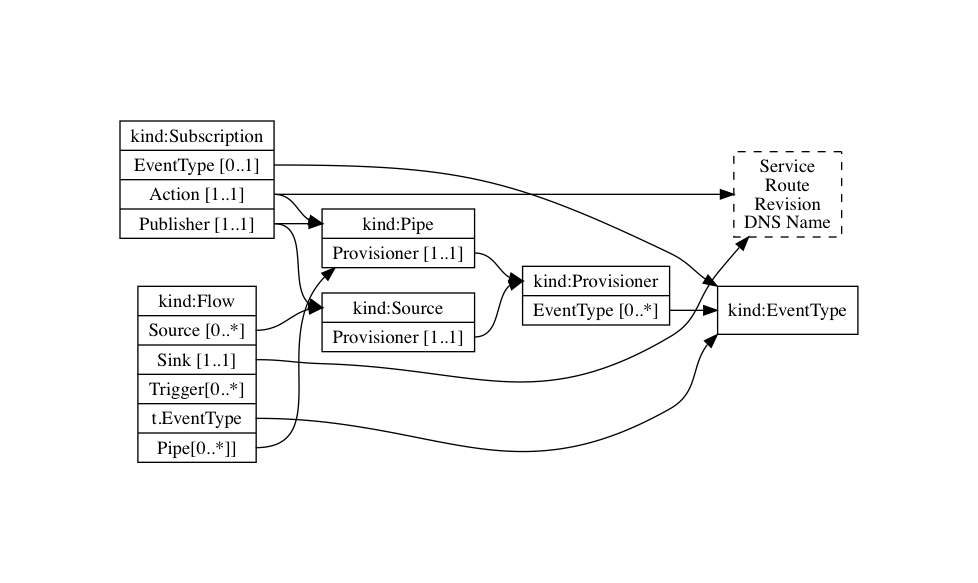 kind:Subscription
EventType [0..1]
Action [1..1]
Publisher [1..1]
kind:Flow
Source [0..*]
Sink [1..1]
Trigger[0..*]
t.EventType
Pipe[0..*]]
kind:Pipe
Provisioner [1..1]
kind:Source
Provisioner [1..1]
kind:Provisioner
EventType [0..*]
Service
Route
Revision
DNS Name
kind:EventType